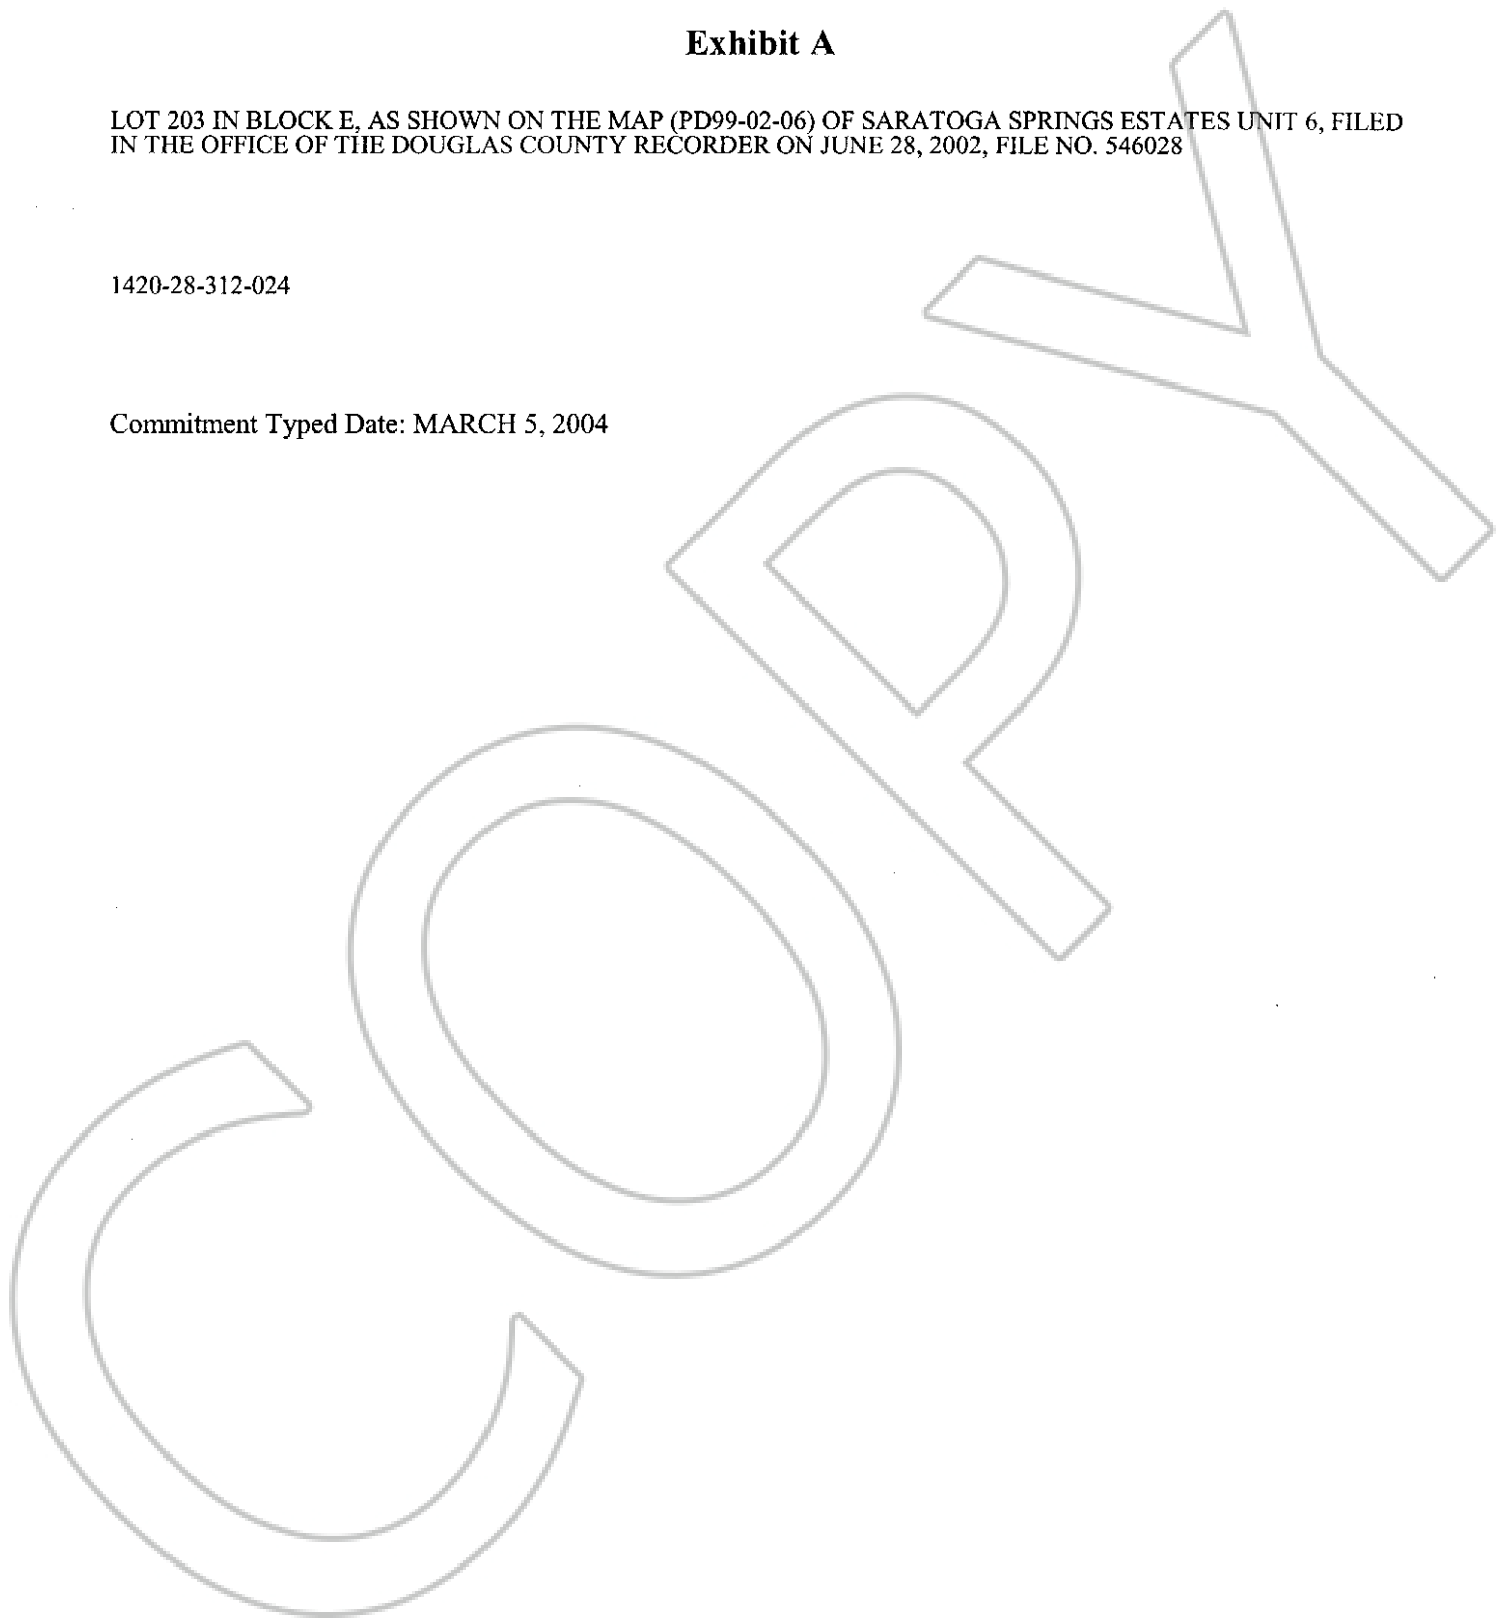 Exhibit A
LOT 203 IN BLOCK E, AS SHOWN ON THE MAP (PD99-02-06) OF SARATOGA SPRINGS ESTATES UNIT 6, FILED
IN THE OFFICE OF THE DOUGLAS COUNTY RECORDER ON JUNE 28, 2002, FILE NO. 546028
1420-28-312-024
Commitment Typed Date: MARCH 5, 2004
COPY